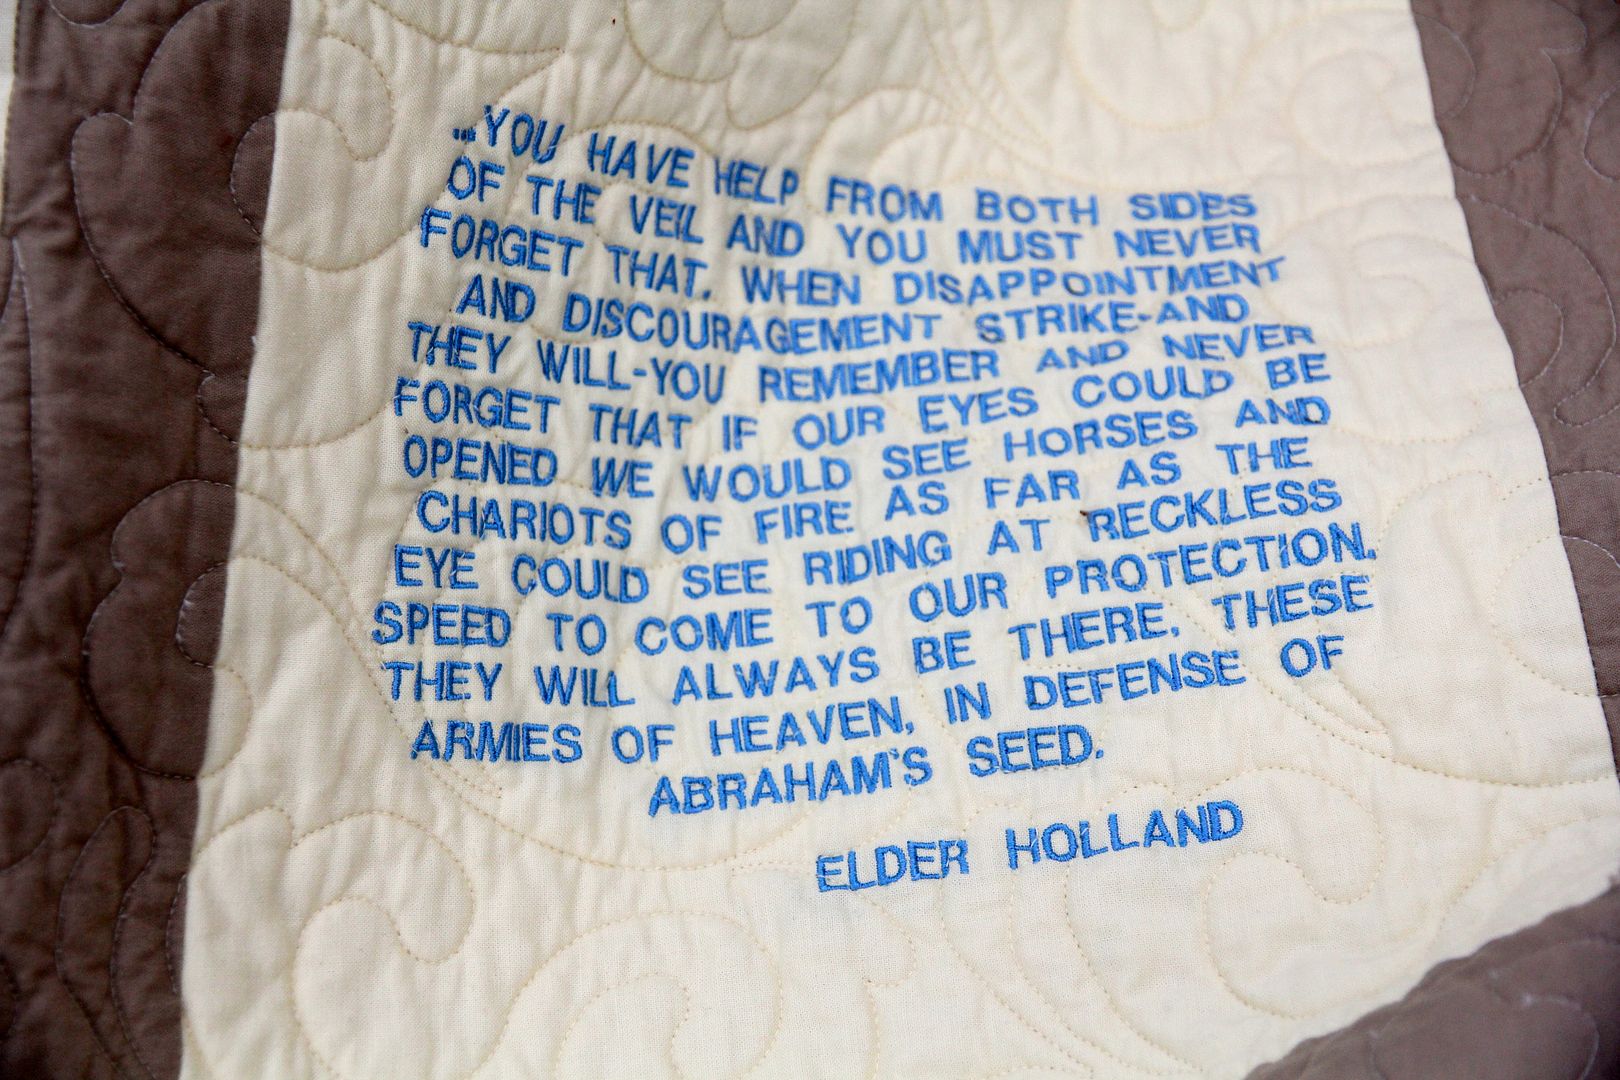 ...YOU HAVE HELP FROM BOTH SIDES
OF THE VEIL AND YOU MUST NEVER
FORGET THAT. WHEN DISAPPOINTMENT
AND DISCOURAGEMENT STRIKE-AND
THEY WILL-YOU REMEMBER AND NEVER
FORGET THAT IF OUR EYES COULD BE
OPENED WE WOULD SEE HORSES AND
CHARIOTS OF FIRE AS FAR AS THE
EYE COULD SEE RIDING AT RECKLESS
SPEED TO COME TO OUR PROTECTION.
THEY WILL ALWAYS BE THERE, THESE
ARMIES OF HEAVEN, IN DEFENSE OF
ABRAHAM'S SEED.
ELDER HOLLAND